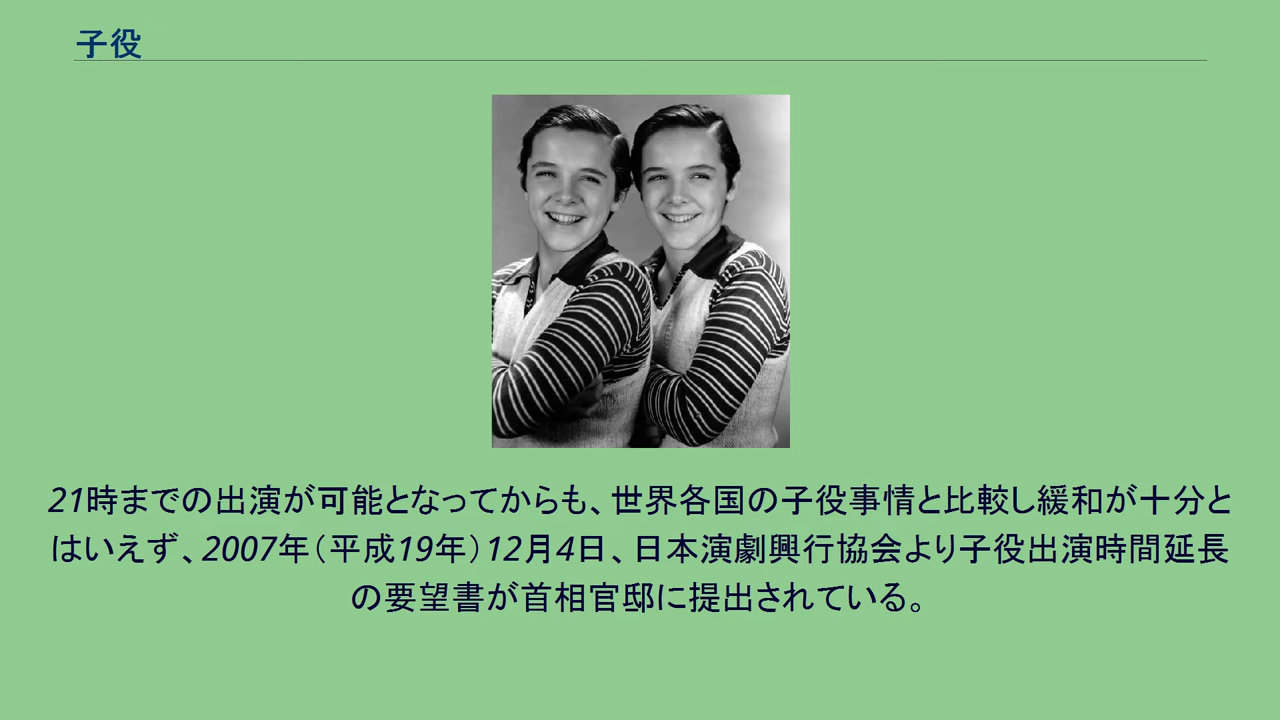 子役
21時までの出演が可能となってからも、世界各国の子役事情と比較し緩和が十分と
はいえず、2007年（平成19年）12月4日、日本演劇興行協会より子役出演時間延長
の要望書が首相官邸に提出されている。